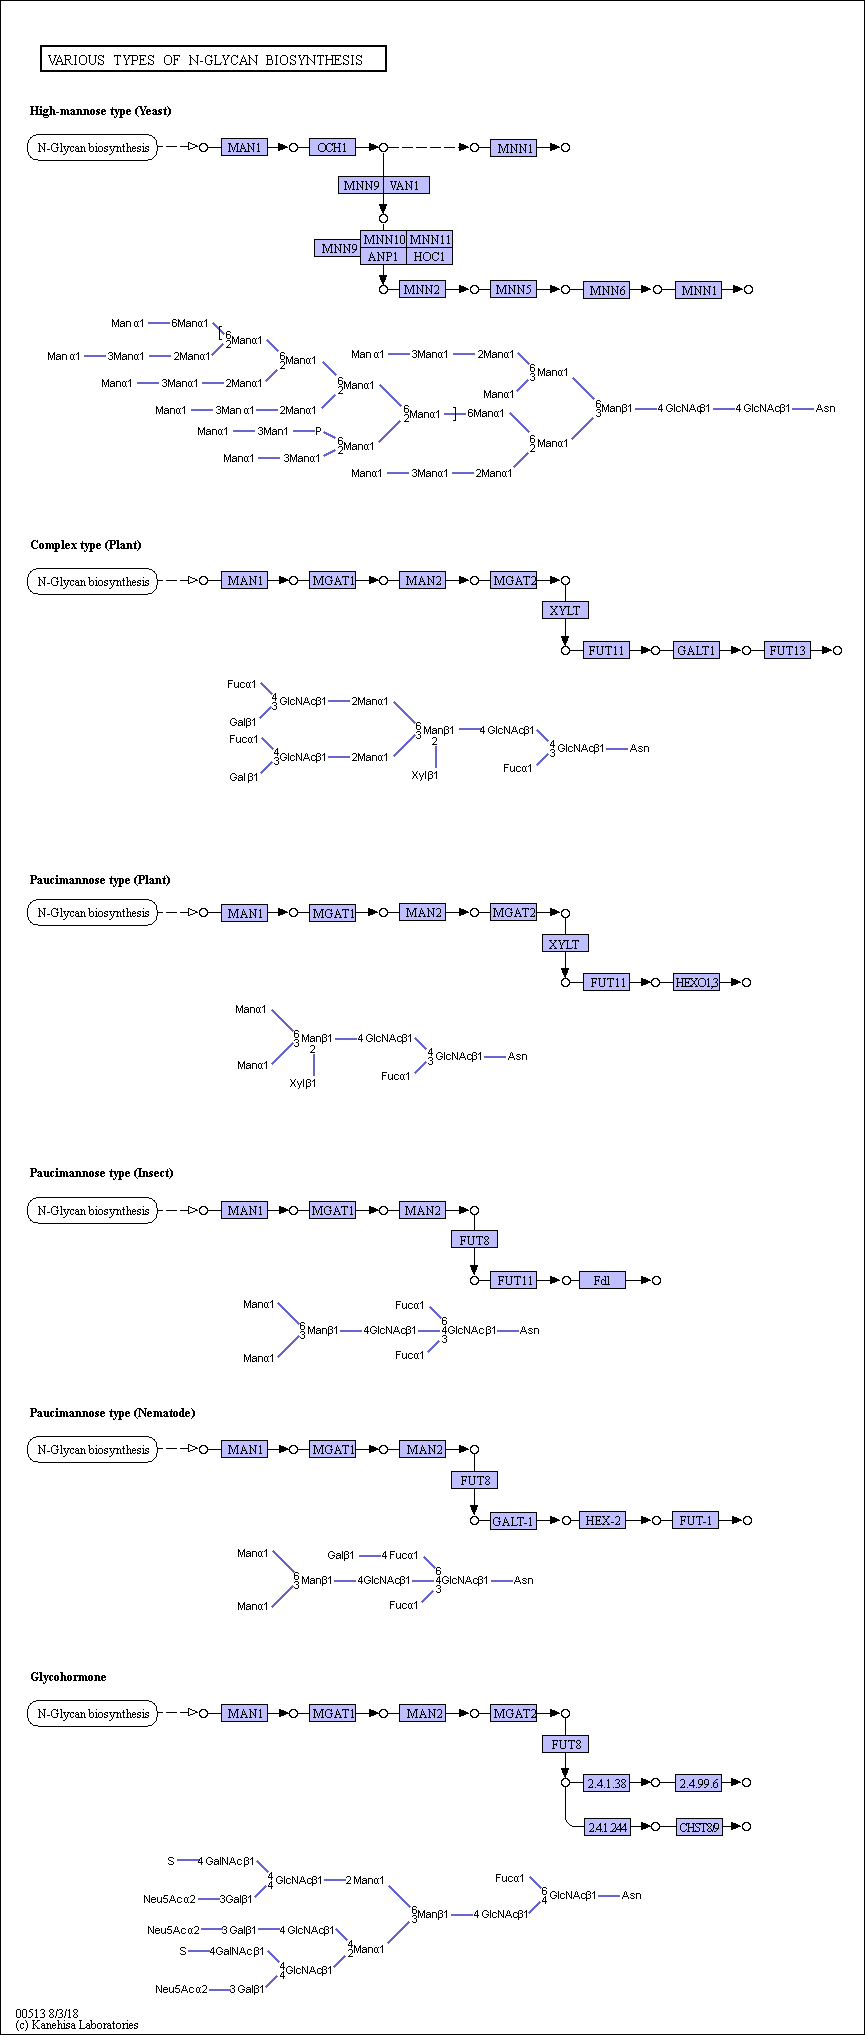 VARIOUS TYPES OF N-GLYCAN BIOSYNTHESIS
High-mannose type (Yeast)
N-Glycan biosynthesis MAN1 OCH1 MNN1
MNN9 VAN1
MNN9 MNN10 MNN11
ANP1 HOC1
MNN2 MNN5 MNN6 MNN1
Man α1 6Manα1
[ 6 2 Manα1
Man α1 3Manα1 2Manα1
6 2 Manα1
Man α1 3Manα1 2Manα1
6 3 Manα1
Manα1 3Manα1 2Manα1
6 2 Manα1
Manα1
Manα1 3Man α1 2Manα1
6 2 Manα1 ] 6Manα1
6 3 Manβ1 4 GlcNAcβ1 4 GlcNAcβ1 Asn
Manα1 3Man1 P
6 2 Manα1
6 2 Manα1
Manα1 3Manα1
Manα1 3Manα1 2Manα1
Complex type (Plant)
N-Glycan biosynthesis MAN1 MGAT1 MAN2 MGAT2
XYLT
FUT11 GALT1 FUT13
Fucα1
4 3 GlcNAcβ1 2Manα1
Galβ1
6 3 Manβ1 4 GlcNAcβ1
2
Fucα1
4 3 GlcNAcβ1 Asn
4 3 GlcNAcβ1 2Manα1
Fucα1
Gal β1
Xylβ1
Paucimannose type (Plant)
N-Glycan biosynthesis MAN1 MGAT1 MAN2 MGAT2
XYLT
FUT11 HEXO1,3
Manα1
6 3 Manβ1 4 GlcNAcβ1
2
4 3 GlcNAcβ1 Asn
Manα1
Fucα1
Xylβ1
Paucimannose type (Insect)
N-Glycan biosynthesis MAN1 MGAT1 MAN2
FUT8
FUT11 Fdl
Manα1 Fucα1
6 3 Manβ1 4GlcNAcβ1 6 4 3 GlcNAcβ1 Asn
Manα1 Fucα1
Paucimannose type (Nematode)
N-Glycan biosynthesis MAN1 MGAT1 MAN2
FUT8
GALT-1 HEX-2 FUT-1
Manα1 Galβ1 4 Fucα1
6 3 Manβ1 4GlcNAcβ1 6 4 3 GlcNAcβ1 Asn
Manα1 Fucα1
Glycohormone
N-Glycan biosynthesis MAN1 MGAT1 MAN2 MGAT2
FUT8
2.4.1.38 2.4.99.6
2.4.1.244 CHST8/9
S 4 GalNAcβ1
4 4 GlcNAcβ1 2 Manα1
Fucα1
Neu5Acα2 3Galβ1
6 4 GlcNAcβ1 Asn
6 3 Manβ1 4 GlcNAcβ1
Neu5Acα2 3 Galβ1 4 GlcNAcβ1
4 2 Manα1
S 4GalNAcβ1
4 4 GlcNAcβ1
Neu5Ac α2 3 Galβ1
00513 8/3/18
(c) Kanehisa Laboratories